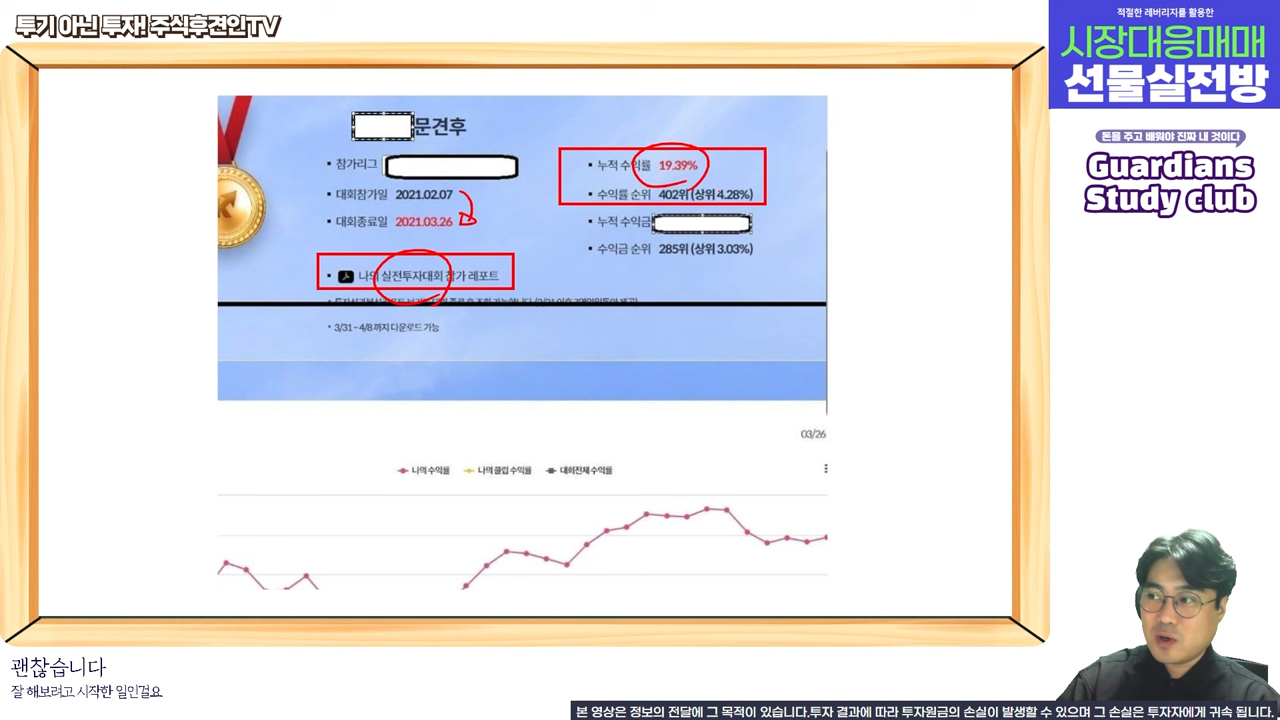 투기 아닌 투자! 주식후견인TV
적절한 레버리지를 활용한
시장대응매매
선물실전방
돈을 주고 배워야 진짜 내 것이다
Guardians
Study club
문견후
▪ 참가리그
▪ 대회참가일 2021.02.07
▪ 대회종료일 2021.03.26
▪ 나의 실전투자대회 참가 레포트
▪ 누적 수익률 19.39%
▪ 수익률 순위 402위 (상위 4.28%)
▪ 누적 수익금
▪ 수익금 순위 285위 (상위 3.03%)
* 3/31 ~ 4/8 까지 다운로드 가능
03/26
나의 수익률 나의 클럽 수익률 대회전체 수익률
괜찮습니다
잘 해보려고 시작한 일인걸요
본 영상은 정보의 전달에 그 목적이 있습니다.투자 결과에 따라 투자원금의 손실이 발생할 수 있으며 그 손실은 투자자에게 귀속 됩니다.